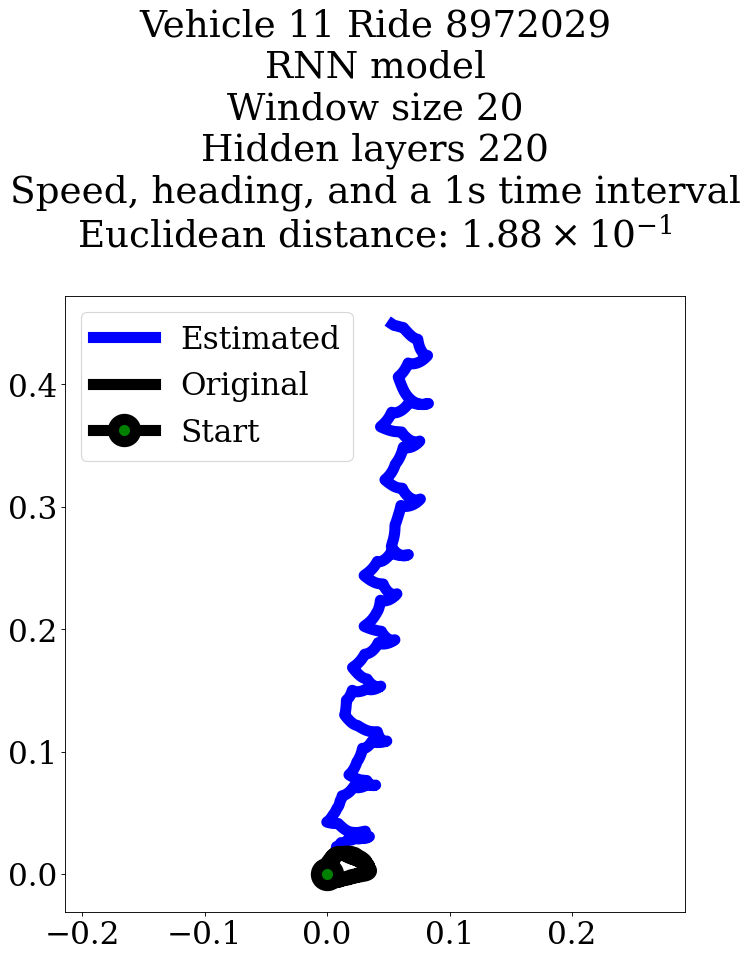 Vehicle 11 Ride 8972029
RNN model
Window size 20
Hidden layers 220
Speed, heading, and a 1s time interval
Euclidean distance: 1.88 × 10⁻¹
Estimated
Original
Start
0.4
0.3
0.2
0.1
0.0
−0.2 −0.1 0.0 0.1 0.2